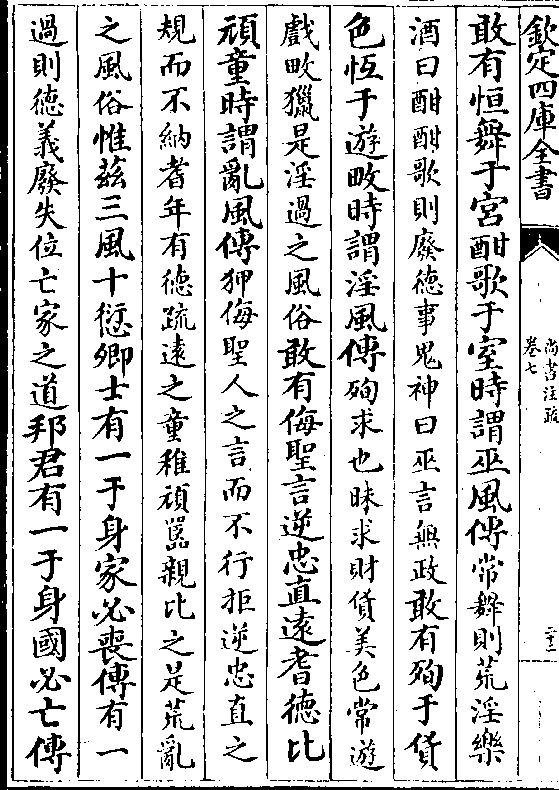 欽定四庫全書
尚書注疏
卷七
二十二
敢有恒舞于宮酣歌于室時謂巫風傳常舞則荒淫樂
酒曰酣酣歌則廢德事鬼神曰巫言無政敢有殉于貨
色恆于遊畋時謂淫風傳殉求也昧求財貨美色常遊
戲畋獵是淫過之風俗敢有侮聖言逆忠直遠耆德比
頑童時謂亂風傳狎侮聖人之言而不行拒逆忠直之
規而不納耆年有德疏遠之童稚頑嚚親比之是荒亂
之風俗惟茲三風十愆卿士有一于身家必喪傳有一
過則德義廢失位亡家之道邦君有一于身國必亡傳